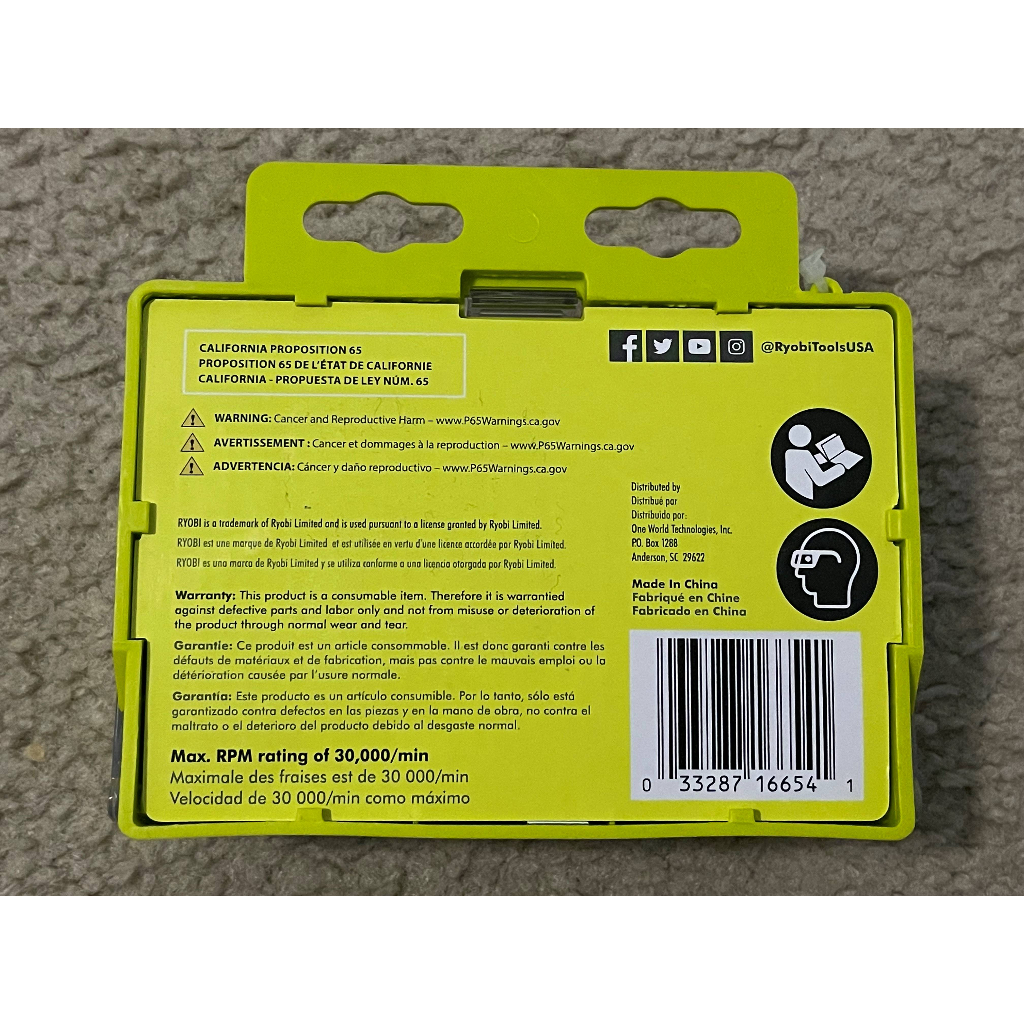 CALIFORNIA PROPOSITION 65
PROPOSITION 65 DE L'ÉTAT DE CALIFORNIE
CALIFORNIA - PROPUESTA DE LEY NÚM. 65
@RyobiToolsUSA
WARNING: Cancer and Reproductive Harm – www.P65Warnings.ca.gov
AVERTISSEMENT : Cancer et dommages à la reproduction – www.P65Warnings.ca.gov
ADVERTENCIA: Cáncer y daño reproductivo – www.P65Warnings.ca.gov
RYOBI is a trademark of Ryobi Limited and is used pursuant to a license granted by Ryobi Limited.
RYOBI est une marque de Ryobi Limited et est utilisée en vertu d'une licence accordée par Ryobi Limited.
RYOBI es una marca de Ryobi Limited y se utiliza conforme a una licencia otorgada por Ryobi Limited.
Distributed by
Distribué par
Distribuido por:
One World Technologies, Inc.
P.O. Box 1288
Anderson, SC 29622
Made In China
Fabriqué en Chine
Fabricado en China
Warranty: This product is a consumable item. Therefore it is warrantied
against defective parts and labor only and not from misuse or deterioration of
the product through normal wear and tear.
Garantie: Ce produit est un article consommable. Il est donc garanti contre les
défauts de matériaux et de fabrication, mais pas contre le mauvais emploi ou la
détérioration causée par l'usure normale.
Garantía: Este producto es un artículo consumible. Por lo tanto, sólo está
garantizado contra defectos en las piezas y en la mano de obra, no contra el
maltrato o el deterioro del producto debido al desgaste normal.
Max. RPM rating of 30,000/min
Maximale des fraises est de 30 000/min
Velocidad de 30 000/min como máximo
0 33287 16654 1